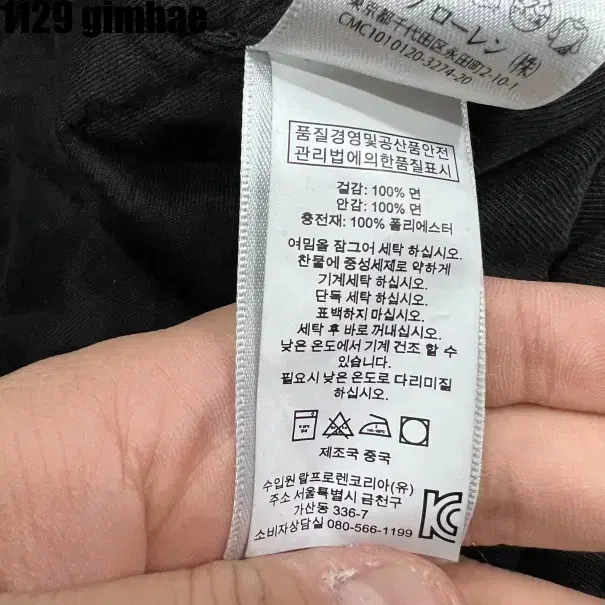 1129 gimhae
ローレン (株)
東京都千代田区永田町2-10-1
CMC1010120-3274-20
품질경영및공산품안전
관리법에의한품질표시
겉감: 100% 면
안감: 100% 면
충전재: 100% 폴리에스터
여밈을 잠그어 세탁 하십시오.
찬물에 중성세제로 약하게
기계세탁 하십시오.
단독 세탁 하십시오.
표백하지 마십시오.
세탁 후 바로 꺼내십시오.
낮은 온도에서 기계 건조 할 수
있습니다.
필요시 낮은 온도로 다리미질
하십시오.
제조국 중국
수입원 랄프로렌코리아(유)
주소 서울특별시 금천구
가산동 336-7
소비자상담실 080-566-1199